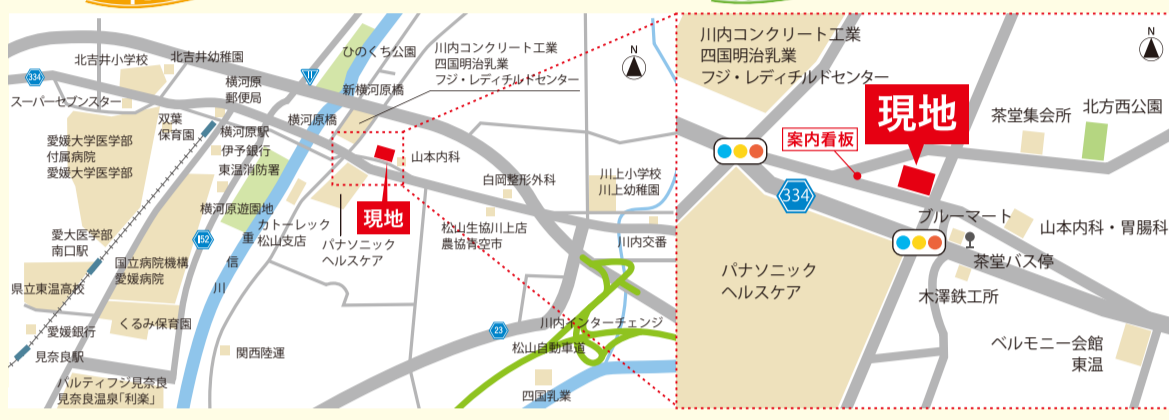 北吉井小学校
北吉井幼稚園
ひのくち公園
川内コンクリート工業
四国明治乳業
フジ・レディチルドセンター
N
334
11
スーパーセブンスター
横河原
郵便局
新横河原橋
双葉
保育園
横河原駅
横河原橋
愛媛大学医学部
付属病院
愛媛大学医学部
伊予銀行
東温消防署
山本内科
白岡整形外科
川上小学校
川上幼稚園
横河原遊園地
カトーレック
松山支店
現地
重信川
愛大医学部
南口駅
152
パナソニック
ヘルスケア
松山生協川上店
農協青空市
川内交番
国立病院機構
愛媛病院
県立東温高校
くるみ保育園
愛媛銀行
見奈良駅
関西陸運
23
川内インターチェンジ
松山自動車道
パルティフジ見奈良
見奈良温泉「利楽」
四国乳業
川内コンクリート工業
四国明治乳業
フジ・レディチルドセンター
N
現地
茶堂集会所
北方西公園
案内看板
334
ブルーマート
山本内科・胃腸科
茶堂バス停
パナソニック
ヘルスケア
木澤鉄工所
ベルモニー会館
東温